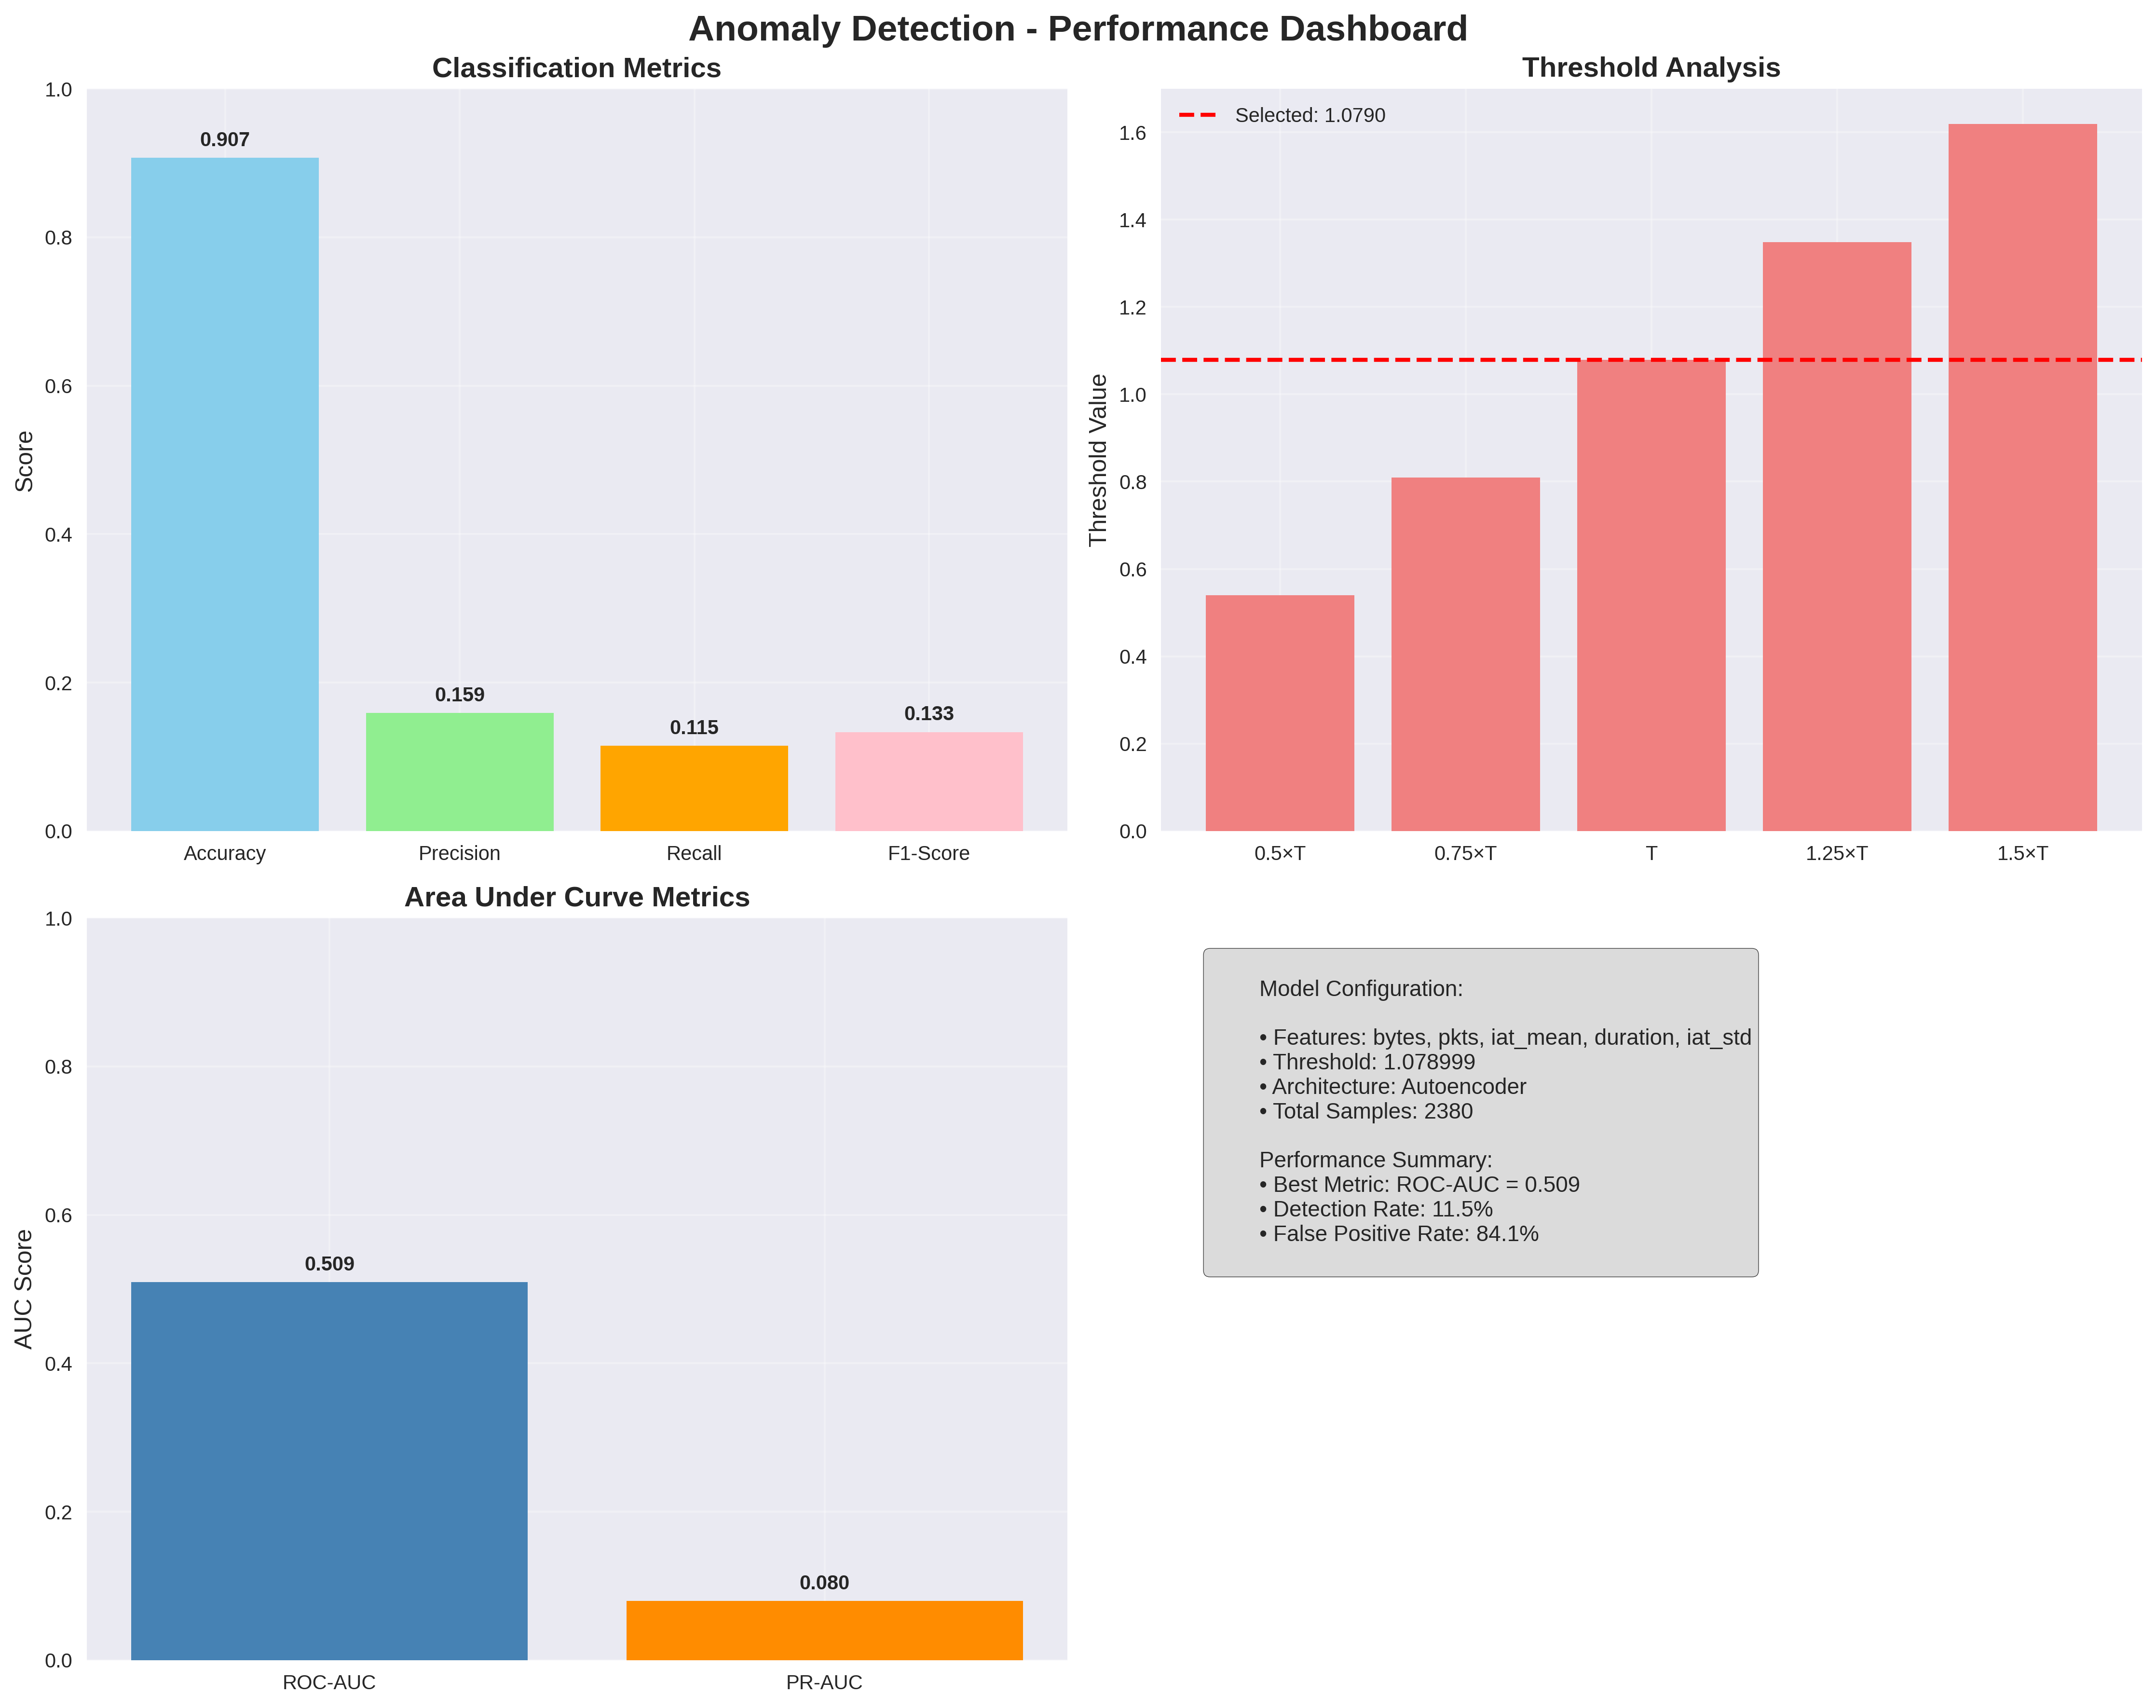 Anomaly Detection - Performance Dashboard
Classification Metrics
1.0
0.8
0.6
0.4
0.2
0.0
Score
0.907
0.159
0.115
0.133
Accuracy
Precision
Recall
F1-Score
Threshold Analysis
Selected: 1.0790
1.6
1.4
1.2
1.0
0.8
0.6
0.4
0.2
0.0
Threshold Value
0.5×T
0.75×T
T
1.25×T
1.5×T
Area Under Curve Metrics
1.0
0.8
0.6
0.4
0.2
0.0
AUC Score
0.509
0.080
ROC-AUC
PR-AUC
Model Configuration:
• Features: bytes, pkts, iat_mean, duration, iat_std
• Threshold: 1.078999
• Architecture: Autoencoder
• Total Samples: 2380
Performance Summary:
• Best Metric: ROC-AUC = 0.509
• Detection Rate: 11.5%
• False Positive Rate: 84.1%